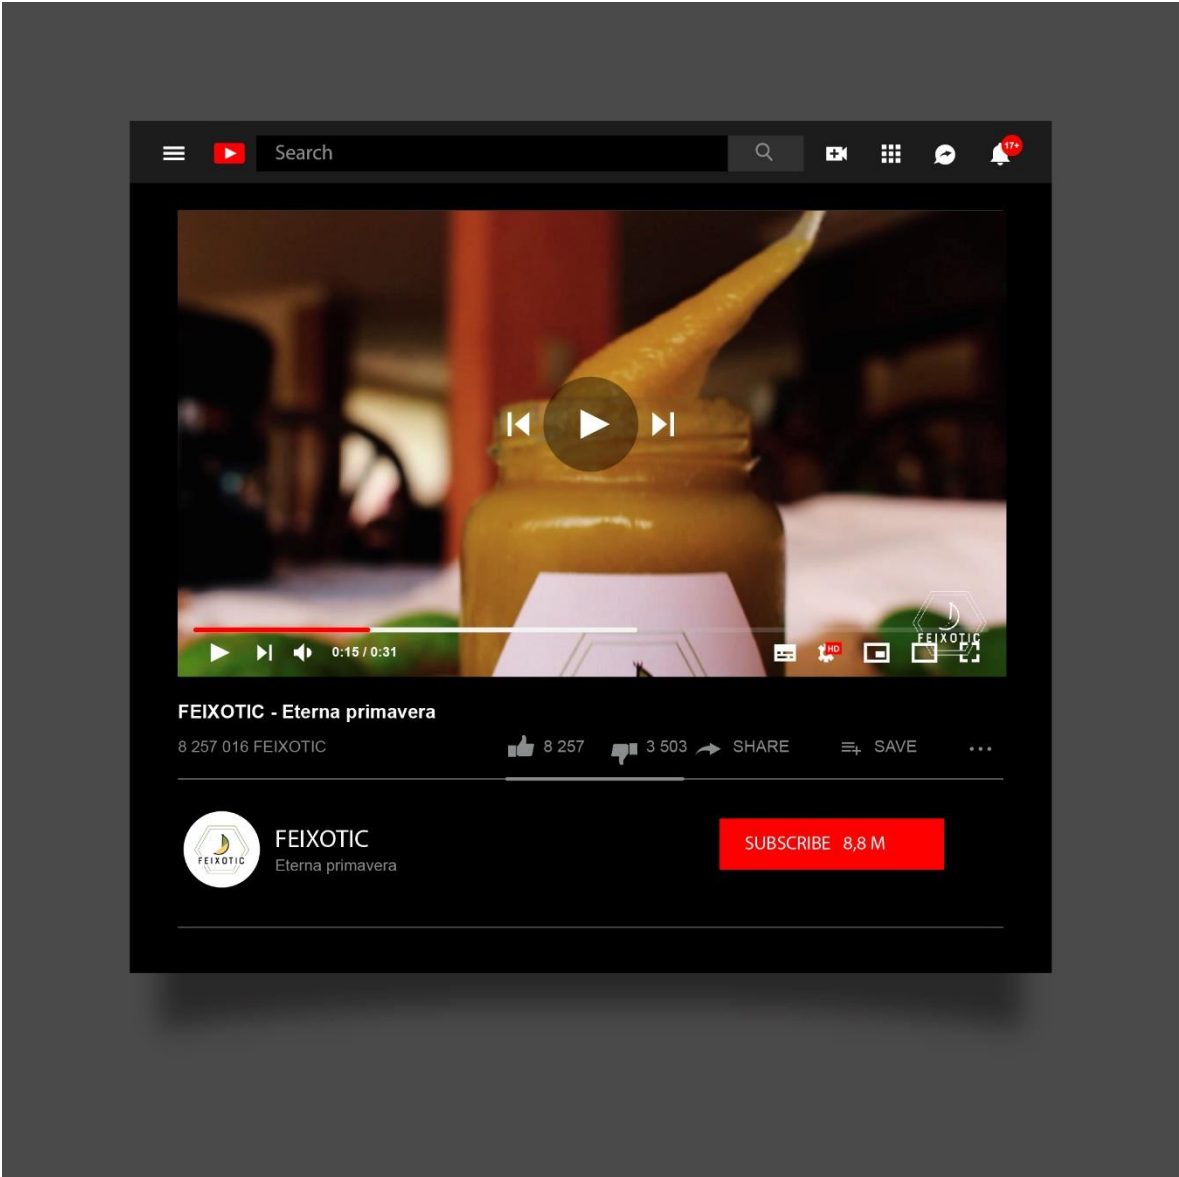 Search
17+
FEIXOTIC
0:15 / 0:31
HD
FEIXOTIC - Eterna primavera
8 257 016 FEIXOTIC
8 257 3 503 SHARE SAVE
FEIXOTIC
FEIXOTIC
Eterna primavera
SUBSCRIBE 8,8 M